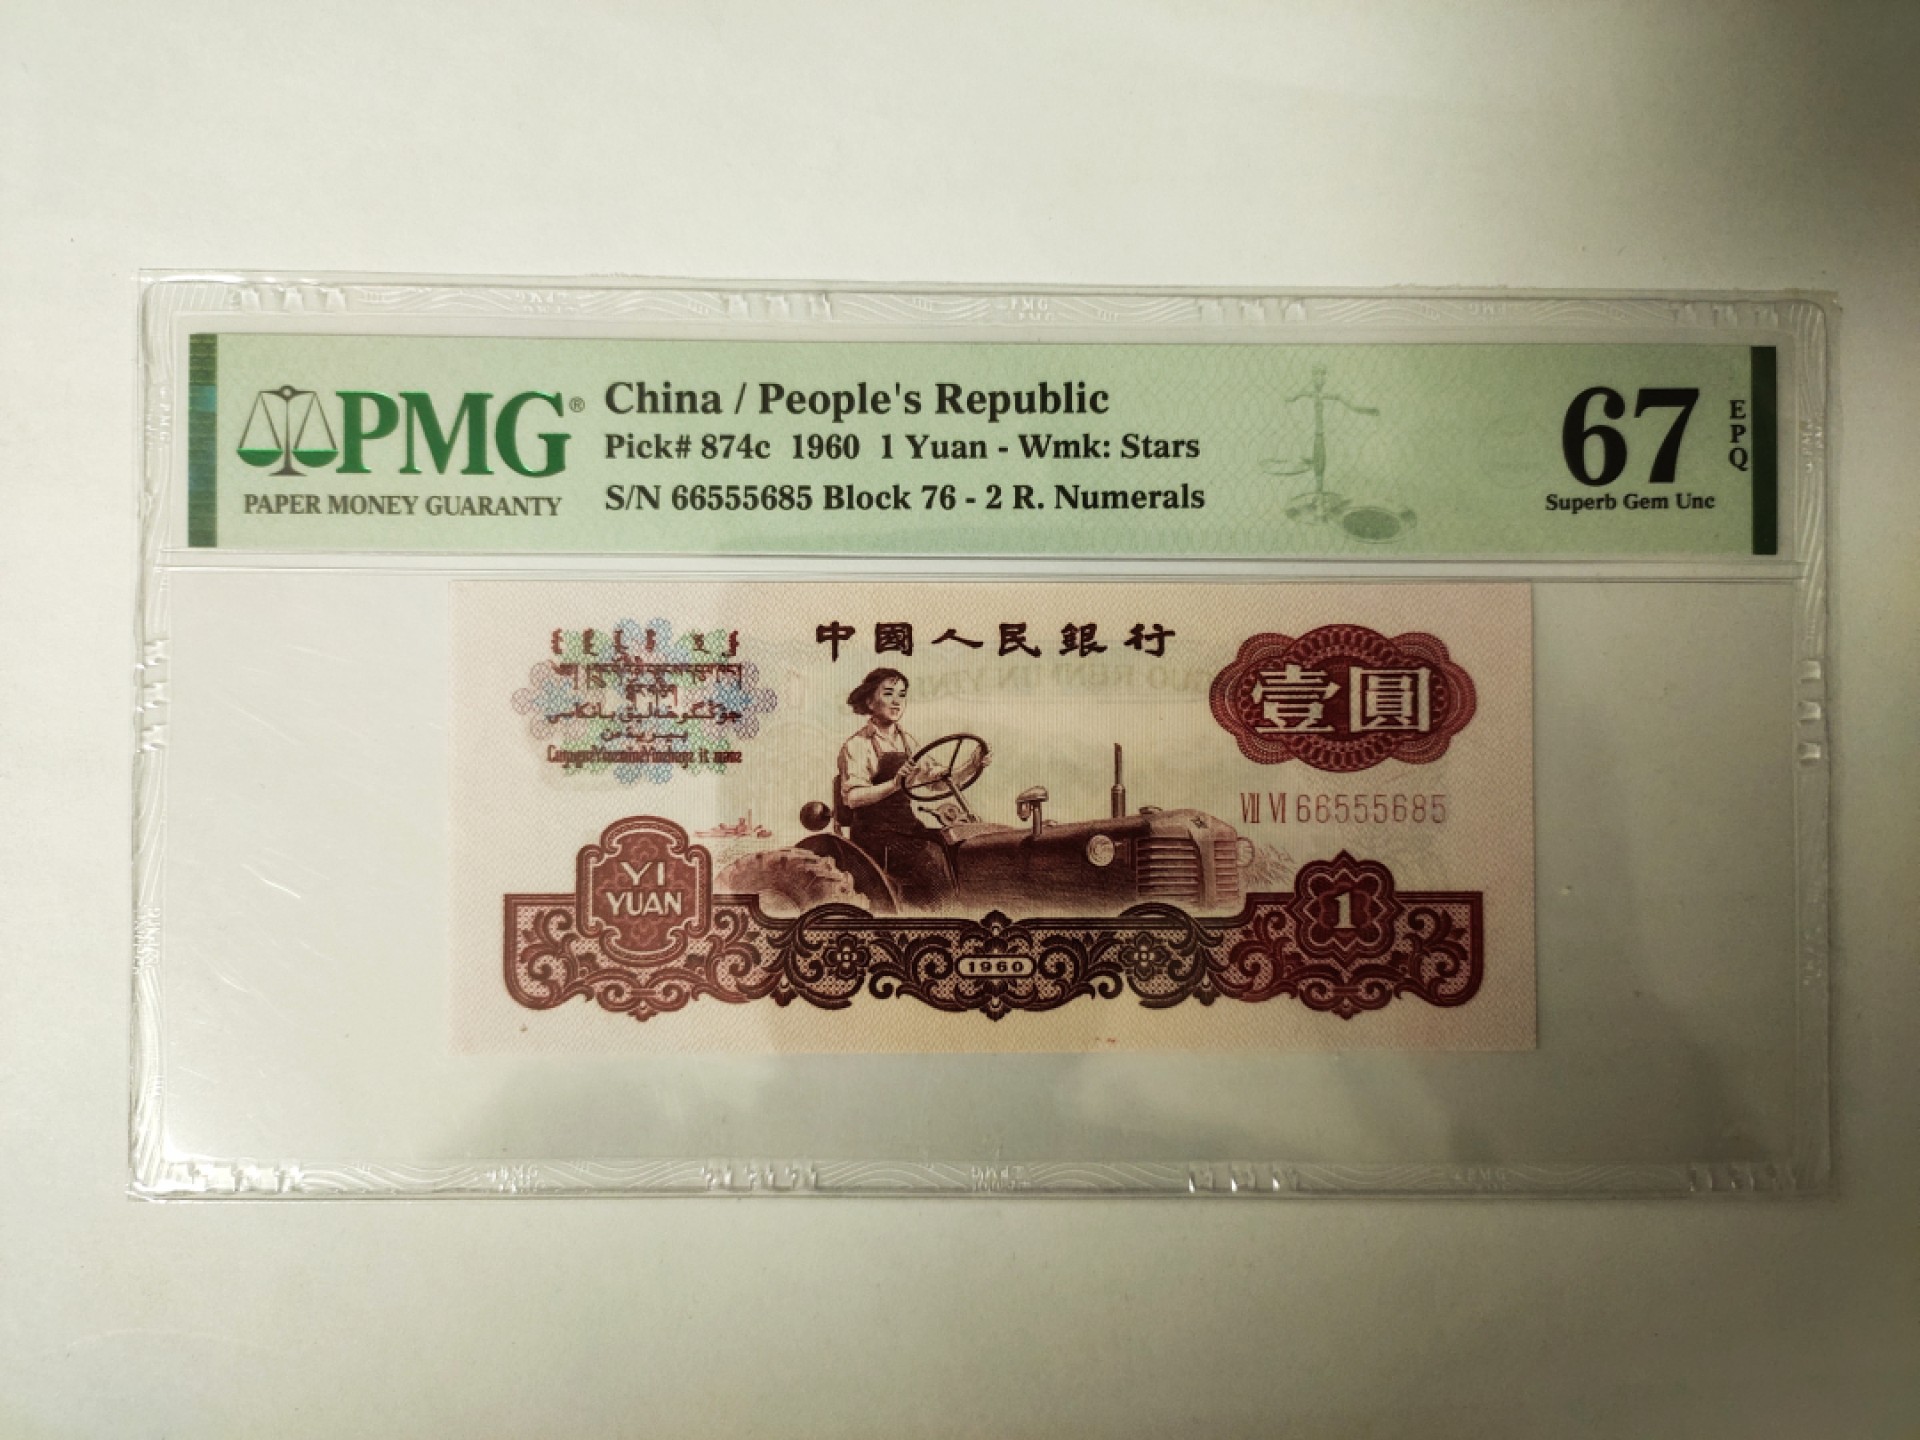 PMG®
PAPER MONEY GUARANTY
China / People's Republic
Pick# 874c 1960 1 Yuan - Wmk: Stars
S/N 66555685 Block 76 - 2 R. Numerals
67
EPQ
Superb Gem Unc
中國人民銀行
壹圓
VII VI 66555685
YI
YUAN
1960
1